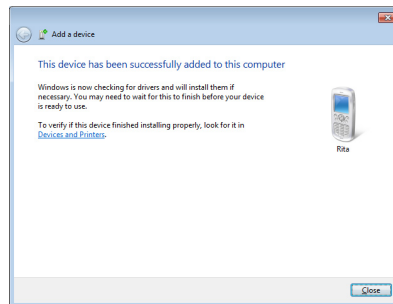 Add a device
This device has been successfully added to this computer
Windows is now checking for drivers and will install them if
necessary. You may need to wait for this to finish before your device
is ready to use.
To verify if this device finished installing properly, look for it in
Devices and Printers.
Rita
Close